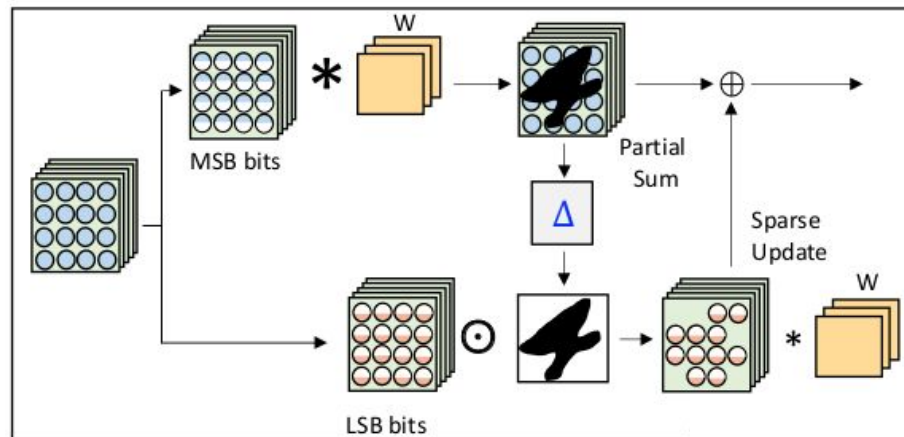 W
MSB bits
*
Partial
Sum
Δ
Sparse
Update
W
*
LSB bits